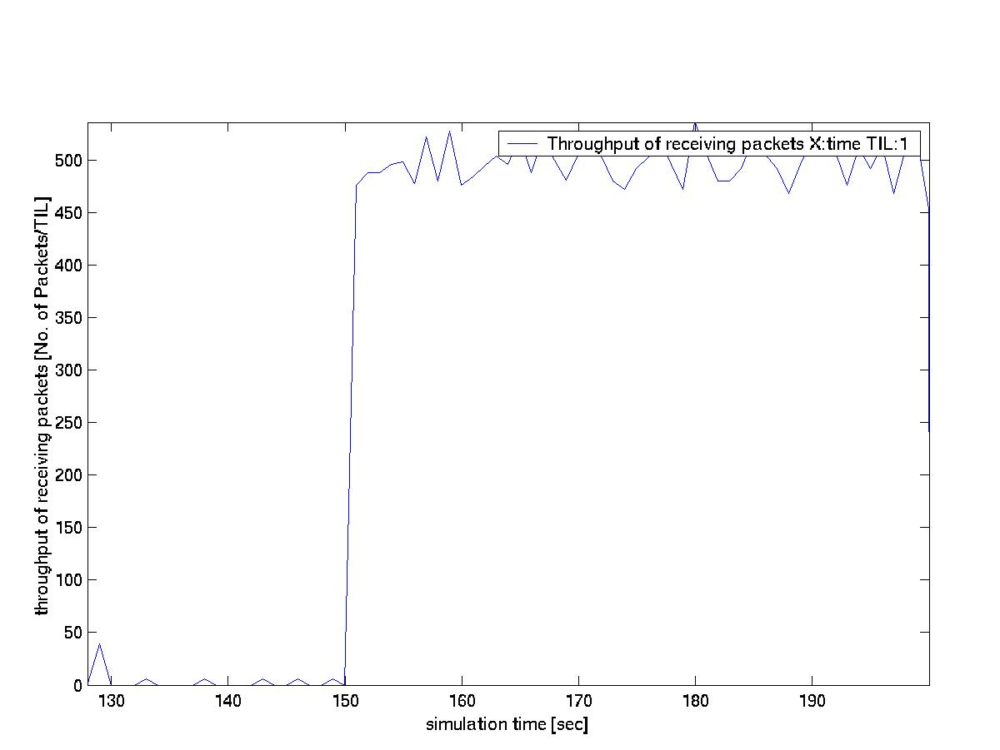 Throughput of receiving packets X:time TIL:1
throughput of receiving packets [No. of Packets/TIL]
500
450
400
350
300
250
200
150
100
50
0
130 140 150 160 170 180 190
simulation time [sec]